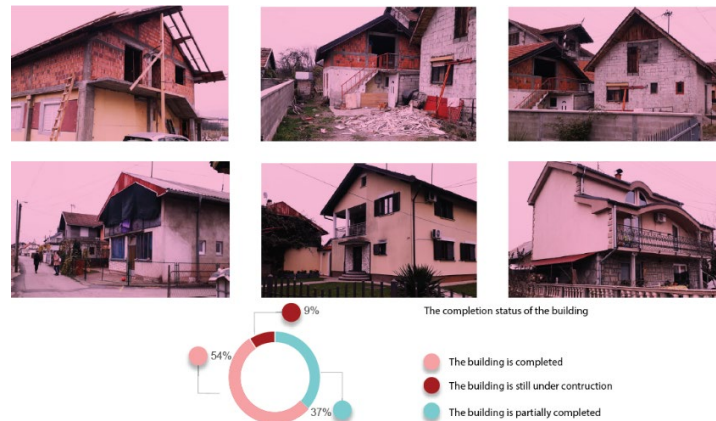 9%
The completion status of the building
54%
The building is completed
The building is still under contruction
37%
The building is partially completed